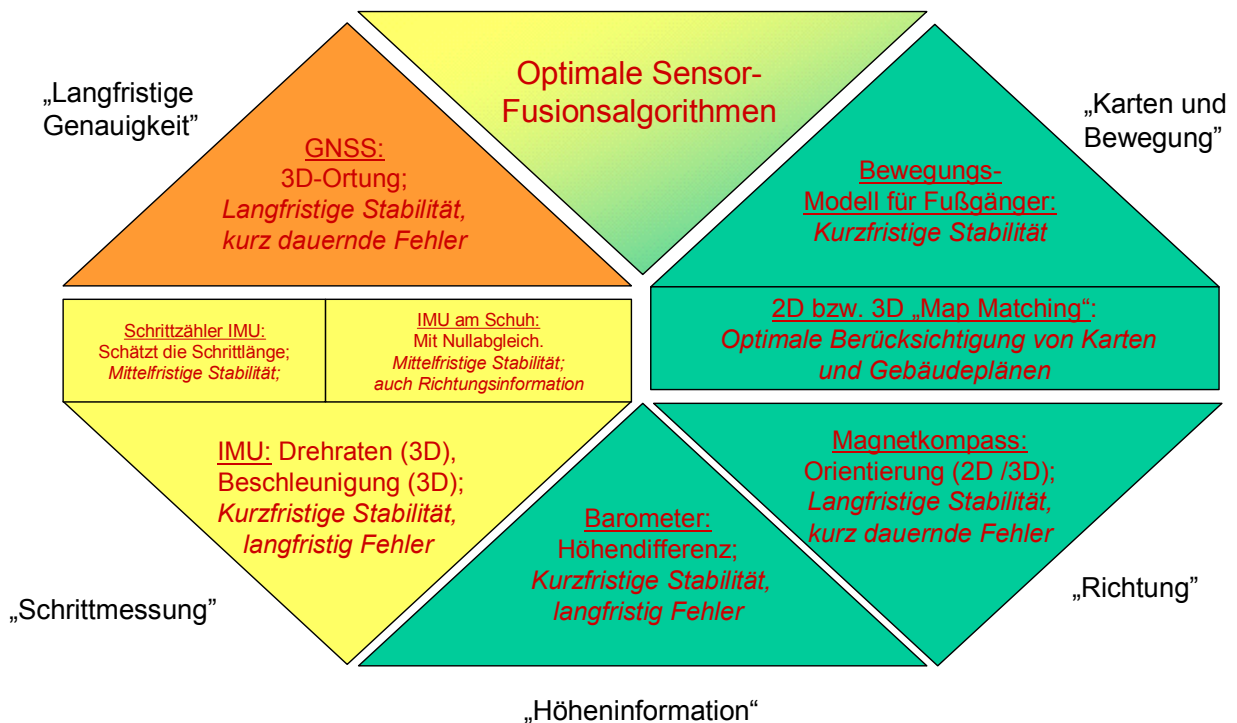 Optimale Sensor-
Fusionsalgorithmen
„Langfristige
Genauigkeit”
GNSS:
3D-Ortung;
Langfristige Stabilität,
kurz dauernde Fehler
„Karten und
Bewegung”
Bewegungs-
Modell für Fußgänger:
Kurzfristige Stabilität
Schrittzähler IMU:
Schätzt die Schrittlänge;
Mittelfristige Stabilität;
IMU am Schuh:
Mit Nullabgleich.
Mittelfristige Stabilität;
auch Richtungsinformation
2D bzw. 3D „Map Matching“:
Optimale Berücksichtigung von Karten
und Gebäudeplänen
IMU: Drehraten (3D),
Beschleunigung (3D);
Kurzfristige Stabilität,
langfristig Fehler
Barometer:
Höhendifferenz;
Kurzfristige Stabilität,
langfristig Fehler
Magnetkompass:
Orientierung (2D /3D);
Langfristige Stabilität,
kurz dauernde Fehler
„Schrittmessung”
„Richtung”
„Höheninformation“